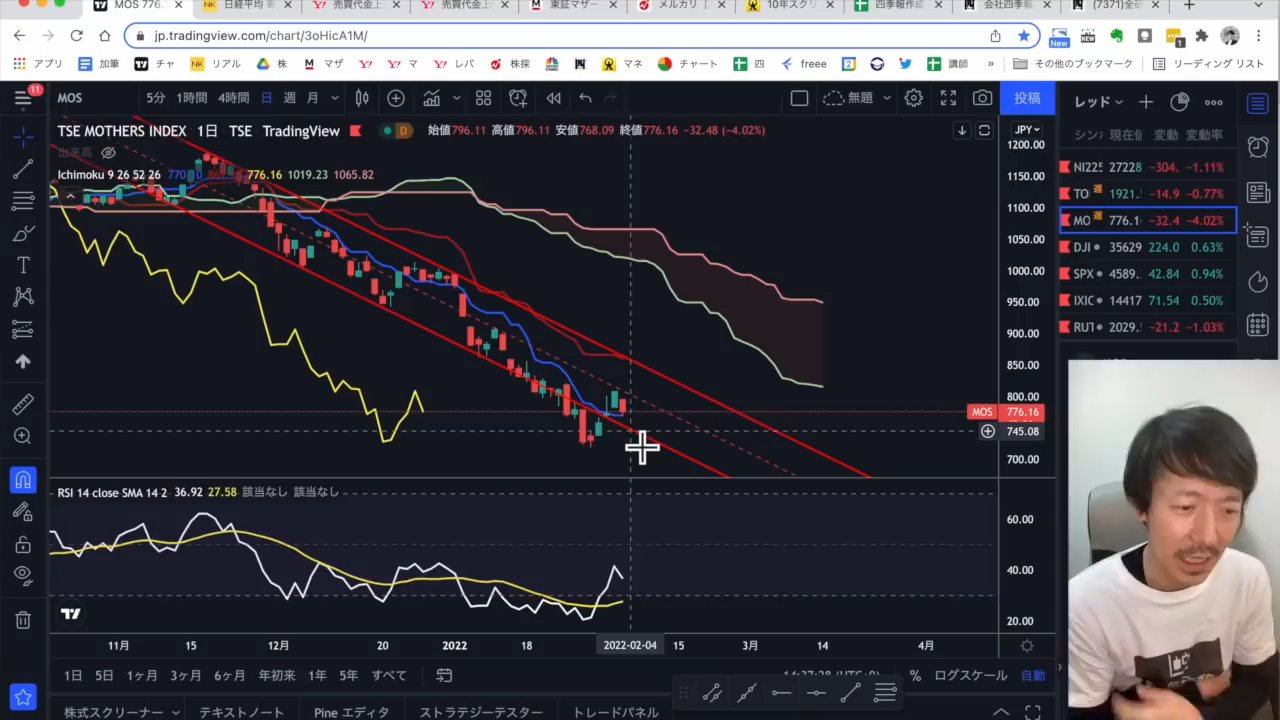 MOS 776.
日経平均 寄
売買代金上
売買代金上
東証マザー
メルカリ
10年スクリ
四季報作成
会社四季報
(7371)全研
jp.tradingview.com/chart/3oHicA1M/
New
1
アプリ
加筆
チャ
リアル
株
マザ
マ
レバ
株探
マネ
チャート
四
freee
講師
»
その他のブックマーク
リーディング リスト
11
MOS
5分 1時間 4時間 日 週 月
無題
投稿
レッド
TSE MOTHERS INDEX 1日 TSE TradingView D 始値796.11 高値796.11 安値768.09 終値776.16 -32.48 (-4.02%)
出来高
Ichimoku 9 26 52 26 776.16 1019.23 1065.82
JPY
1200.00
1150.00
1100.00
1050.00
1000.00
950.00
900.00
850.00
800.00
MOS 776.16
745.08
700.00
現在値 変動 変動率
NI225 27228 -304. -1.11%
TO 遅 1921. -14.9 -0.77%
MO 遅 776.1 -32.4 -4.02%
DJI 35629 224.0 0.63%
SPX 4589. 42.84 0.94%
IXIC 14417 71.54 0.50%
RUT 2029. -21.2 -1.03%
RSI 14 close SMA 14 2 36.92 27.58 該当なし 該当なし
60.00
40.00
20.00
11月 15 12月 20 2022 18 2022-02-04 15 3月 14 4月
1日 5日 1ヶ月 3ヶ月 6ヶ月 年初来 1年 5年 すべて
% ログスケール 自動
株式スクリーナー テキストノート Pine エディタ ストラテジーテスター トレードパネル